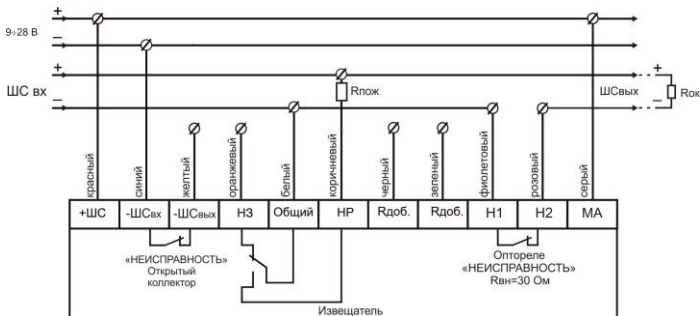 +
9÷28 В
–
+
ШС вх
–
Rпож
+
ШСвых
–
Rок
красный
синий
желтый
оранжевый
белый
коричневый
черный
зеленый
фиолетовый
розовый
серый
+ШС
-ШСвх
-ШСвых
НЗ
Общий
НР
Rдоб.
Rдоб.
Н1
Н2
МА
«НЕИСПРАВНОСТЬ»
Открытый
коллектор
Оптореле
«НЕИСПРАВНОСТЬ»
Rвн=30 Ом
Извещатель